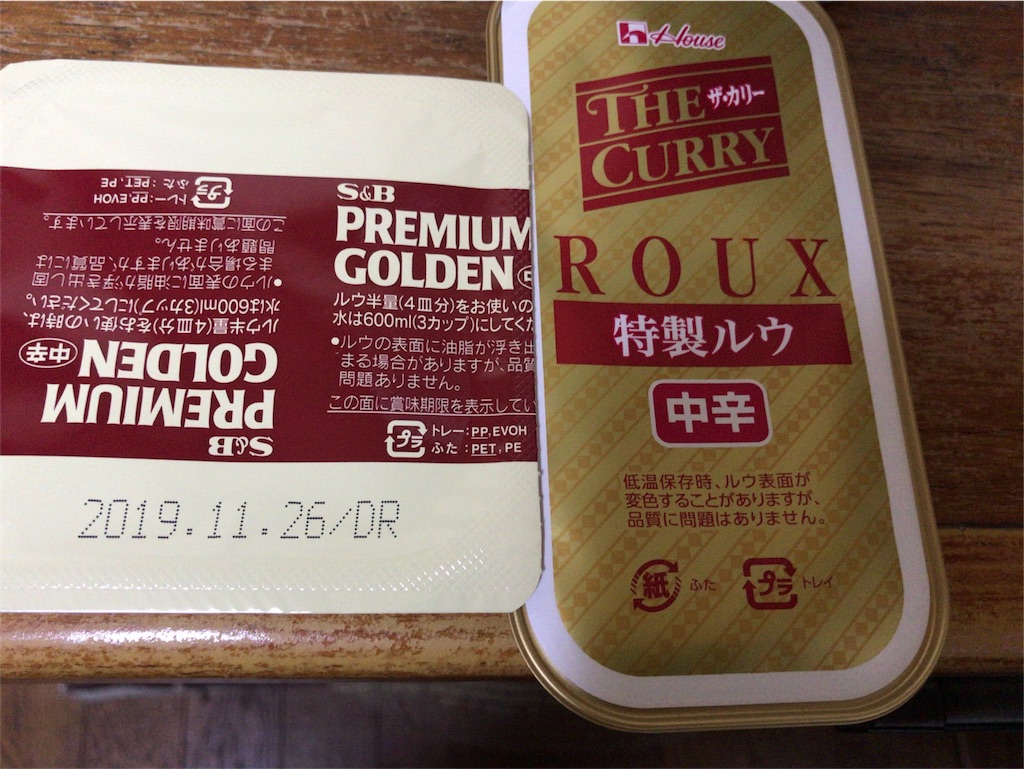 S&B
PREMIUM
GOLDEN 中
ルウ半量(4皿分)をお使いの
水は600ml(3カップ)にしてくだ
●ルウの表面に油脂が浮き出
まる場合がありますが、品質
問題ありません。
この面に賞味期限を表示してい
プラ
トレー:PP,EVOH
ふた:PET,PE
S&B
PREMIUM
GOLDEN 中辛
ルウ半量(4皿分)をお使いの時は、
水は600ml(3カップ)にしてください。
●ルウの表面に油脂が浮き出し固
まる場合がありますが、品質には
問題ありません。
この面に賞味期限を表示しています。
プラ
トレー:PP,EVOH
ふた:PET,PE
2019.11.26/DR
House
THE ザ・カリー
CURRY
ROUX
特製ルウ
中辛
低温保存時、ルウ表面が
変色することがありますが、
品質に問題はありません。
紙 ふた プラ トレイ